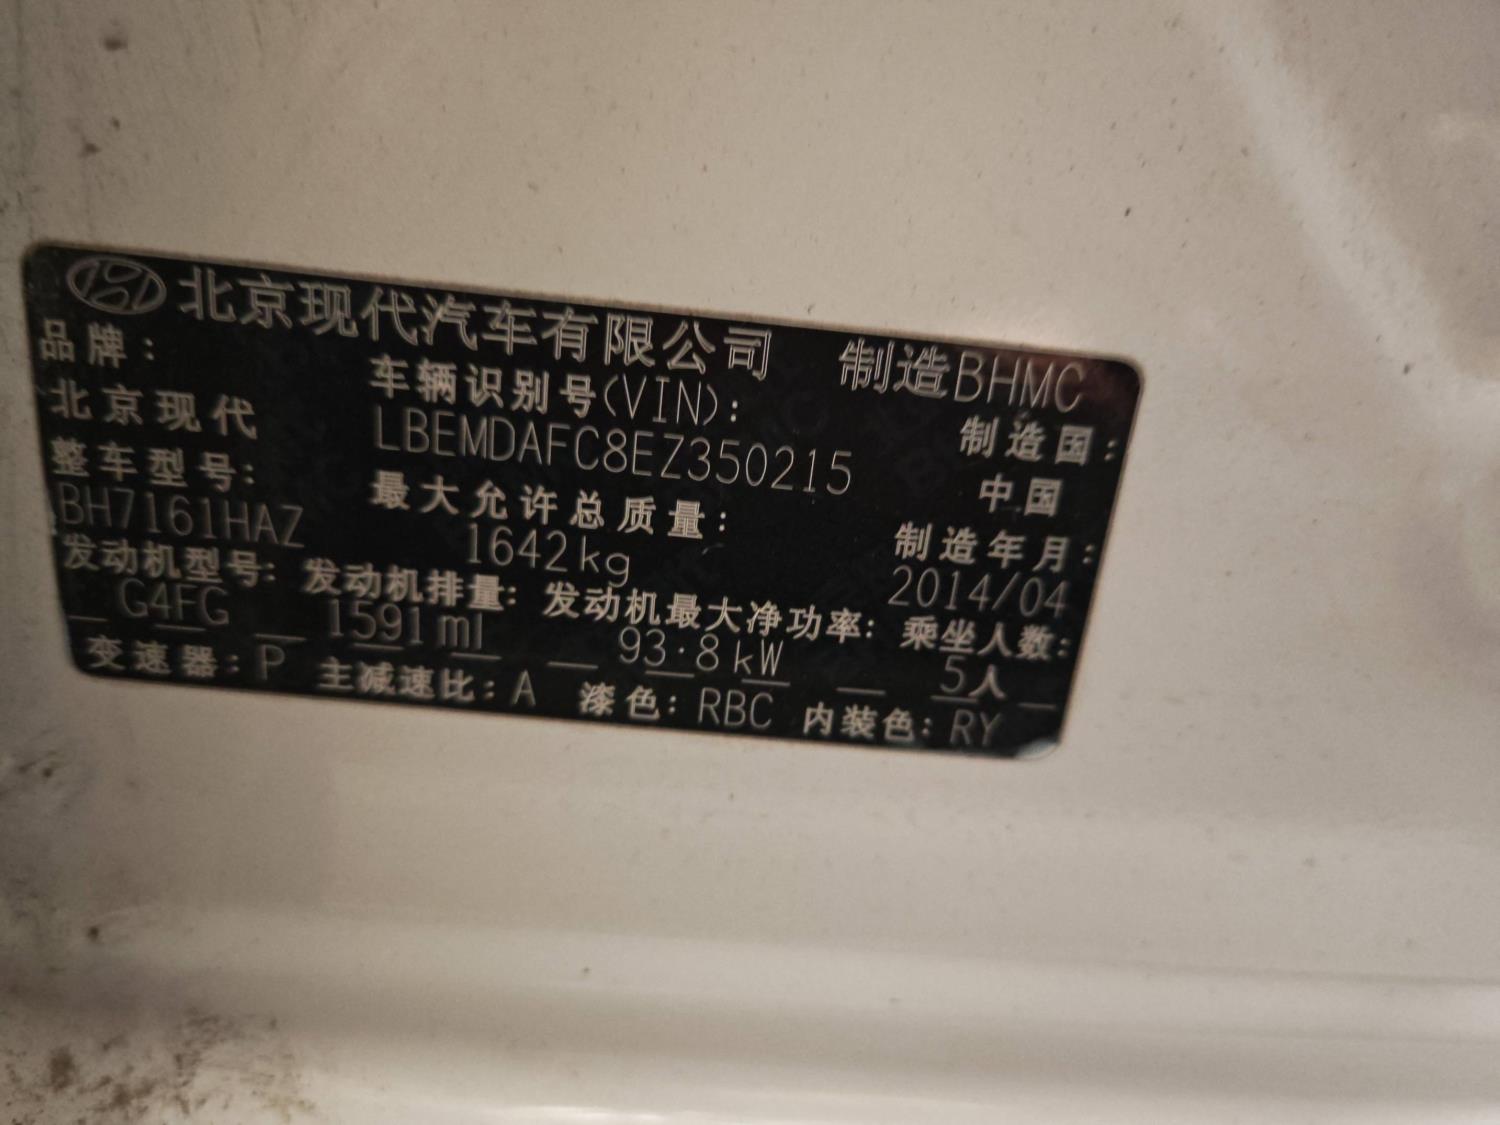 北京现代汽车有限公司 制造BHMC
品牌: 车辆识别号(VIN): 制造国:
北京现代 LBEMDAFC8EZ350215 中国
整车型号: 最大允许总质量: 制造年月:
BH7161HAZ 1642kg 2014/04
发动机型号: 发动机排量: 发动机最大净功率: 乘坐人数:
G4FG 1591ml 93.8kW 5人
变速器: P 主减速比: A 漆色: RBC 内装色: RY